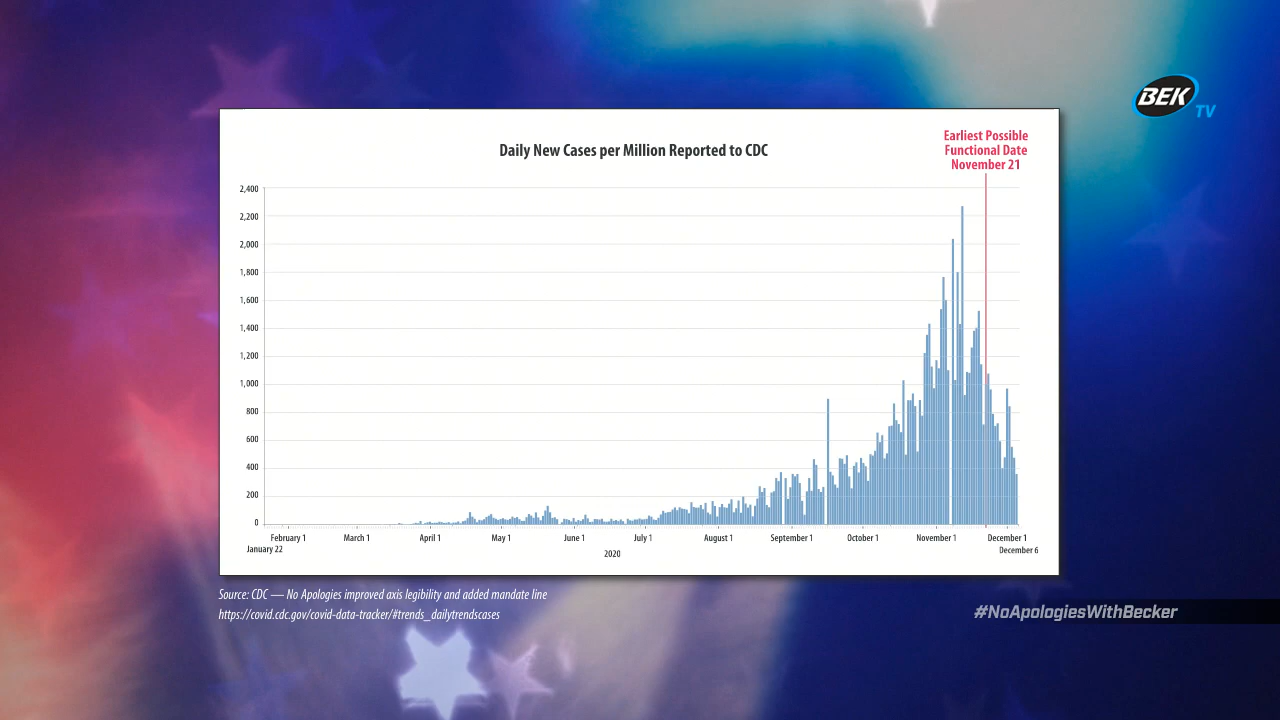 BEK TV
Earliest Possible
Functional Date
November 21
Daily New Cases per Million Reported to CDC
2,400
2,200
2,000
1,800
1,600
1,400
1,200
1,000
800
600
400
200
0
February 1 March 1 April 1 May 1 June 1 July 1 August 1 September 1 October 1 November 1 December 1
January 22 2020 December 6
Source: CDC — No Apologies improved axis legibility and added mandate line
https://covid.cdc.gov/covid-data-tracker/#trends_dailytrendscases
#NoApologiesWithBecker